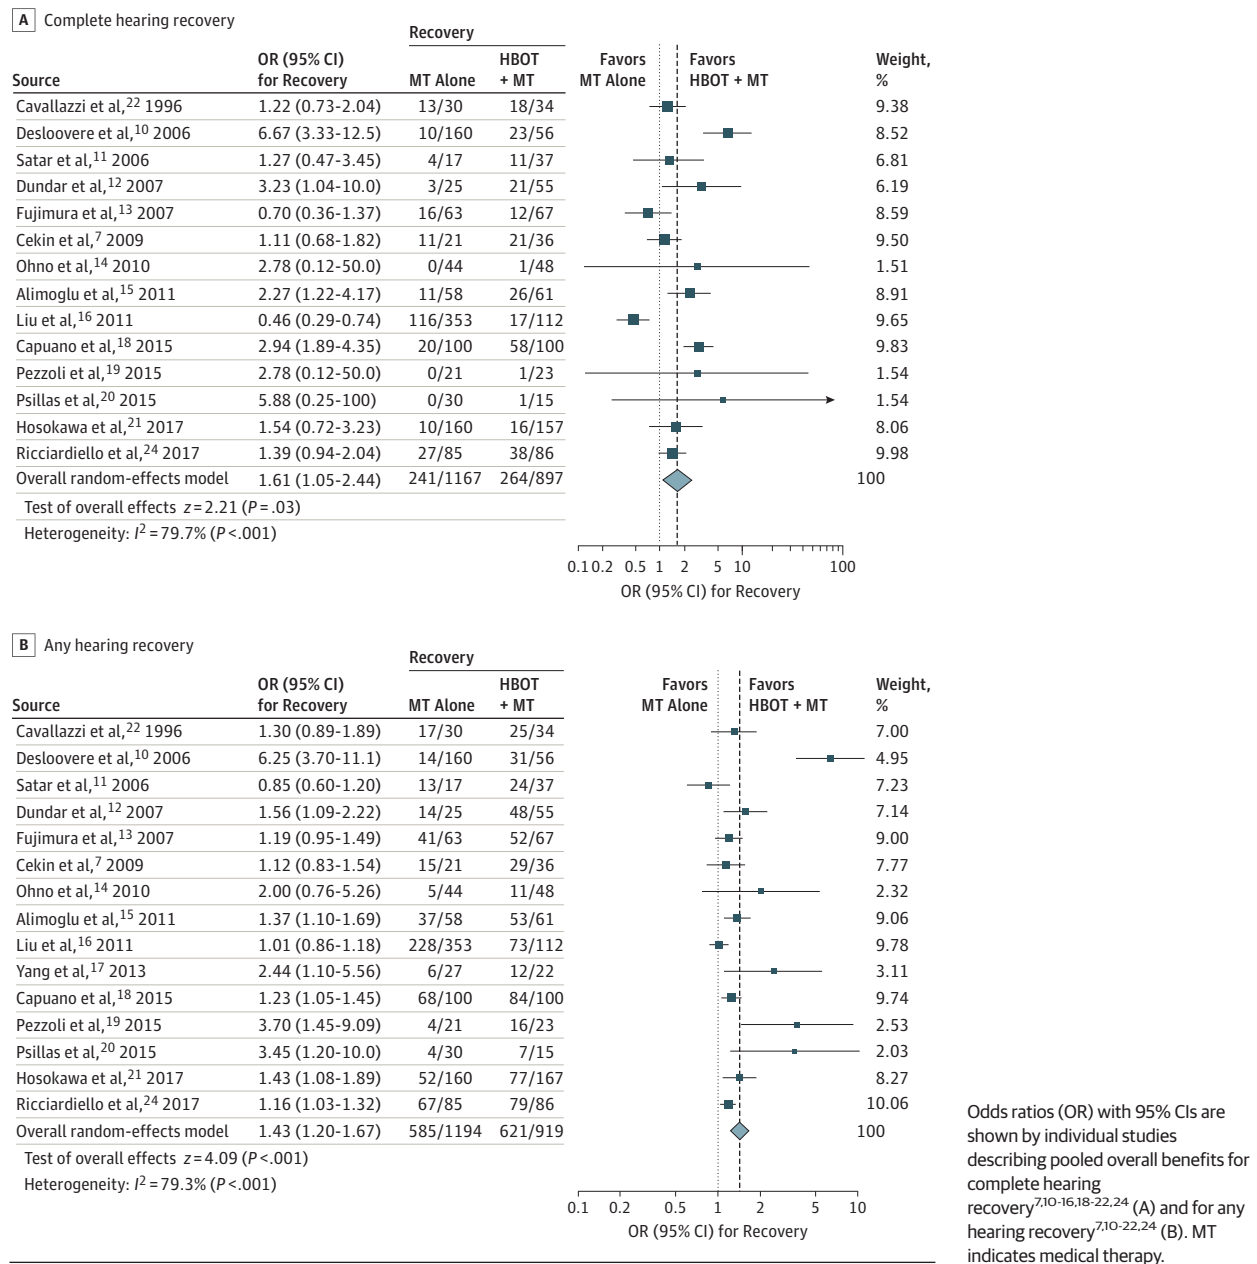 A Complete hearing recovery
Recovery
OR (95% CI) HBOT Favors Favors Weight,
Source for Recovery MT Alone + MT MT Alone HBOT + MT %
Cavallazzi et al,22 1996 1.22 (0.73-2.04) 13/30 18/34 9.38
Desloovere et al,10 2006 6.67 (3.33-12.5) 10/160 23/56 8.52
Satar et al,11 2006 1.27 (0.47-3.45) 4/17 11/37 6.81
Dundar et al,12 2007 3.23 (1.04-10.0) 3/25 21/55 6.19
Fujimura et al,13 2007 0.70 (0.36-1.37) 16/63 12/67 8.59
Cekin et al,7 2009 1.11 (0.68-1.82) 11/21 21/36 9.50
Ohno et al,14 2010 2.78 (0.12-50.0) 0/44 1/48 1.51
Alimoglu et al,15 2011 2.27 (1.22-4.17) 11/58 26/61 8.91
Liu et al,16 2011 0.46 (0.29-0.74) 116/353 17/112 9.65
Capuano et al,18 2015 2.94 (1.89-4.35) 20/100 58/100 9.83
Pezzoli et al,19 2015 2.78 (0.12-50.0) 0/21 1/23 1.54
Psillas et al,20 2015 5.88 (0.25-100) 0/30 1/15 1.54
Hosokawa et al,21 2017 1.54 (0.72-3.23) 10/160 16/157 8.06
Ricciardiello et al,24 2017 1.39 (0.94-2.04) 27/85 38/86 9.98
Overall random-effects model 1.61 (1.05-2.44) 241/1167 264/897 100
Test of overall effects z = 2.21 (P = .03)
Heterogeneity: I2 = 79.7% (P <.001)
0.1 0.2 0.5 1 2 5 10 100
OR (95% CI) for Recovery
B Any hearing recovery
Recovery
OR (95% CI) HBOT Favors Favors Weight,
Source for Recovery MT Alone + MT MT Alone HBOT + MT %
Cavallazzi et al,22 1996 1.30 (0.89-1.89) 17/30 25/34 7.00
Desloovere et al,10 2006 6.25 (3.70-11.1) 14/160 31/56 4.95
Satar et al,11 2006 0.85 (0.60-1.20) 13/17 24/37 7.23
Dundar et al,12 2007 1.56 (1.09-2.22) 14/25 48/55 7.14
Fujimura et al,13 2007 1.19 (0.95-1.49) 41/63 52/67 9.00
Cekin et al,7 2009 1.12 (0.83-1.54) 15/21 29/36 7.77
Ohno et al,14 2010 2.00 (0.76-5.26) 5/44 11/48 2.32
Alimoglu et al,15 2011 1.37 (1.10-1.69) 37/58 53/61 9.06
Liu et al,16 2011 1.01 (0.86-1.18) 228/353 73/112 9.78
Yang et al,17 2013 2.44 (1.10-5.56) 6/27 12/22 3.11
Capuano et al,18 2015 1.23 (1.05-1.45) 68/100 84/100 9.74
Pezzoli et al,19 2015 3.70 (1.45-9.09) 4/21 16/23 2.53
Psillas et al,20 2015 3.45 (1.20-10.0) 4/30 7/15 2.03
Hosokawa et al,21 2017 1.43 (1.08-1.89) 52/160 77/167 8.27
Ricciardiello et al,24 2017 1.16 (1.03-1.32) 67/85 79/86 10.06
Overall random-effects model 1.43 (1.20-1.67) 585/1194 621/919 100
Test of overall effects z = 4.09 (P <.001)
Heterogeneity: I2 = 79.3% (P <.001)
0.1 0.2 0.5 1 2 5 10
OR (95% CI) for Recovery
Odds ratios (OR) with 95% CIs are
shown by individual studies
describing pooled overall benefits for
complete hearing
recovery7,10-16,18-22,24 (A) and for any
hearing recovery7,10-22,24 (B). MT
indicates medical therapy.